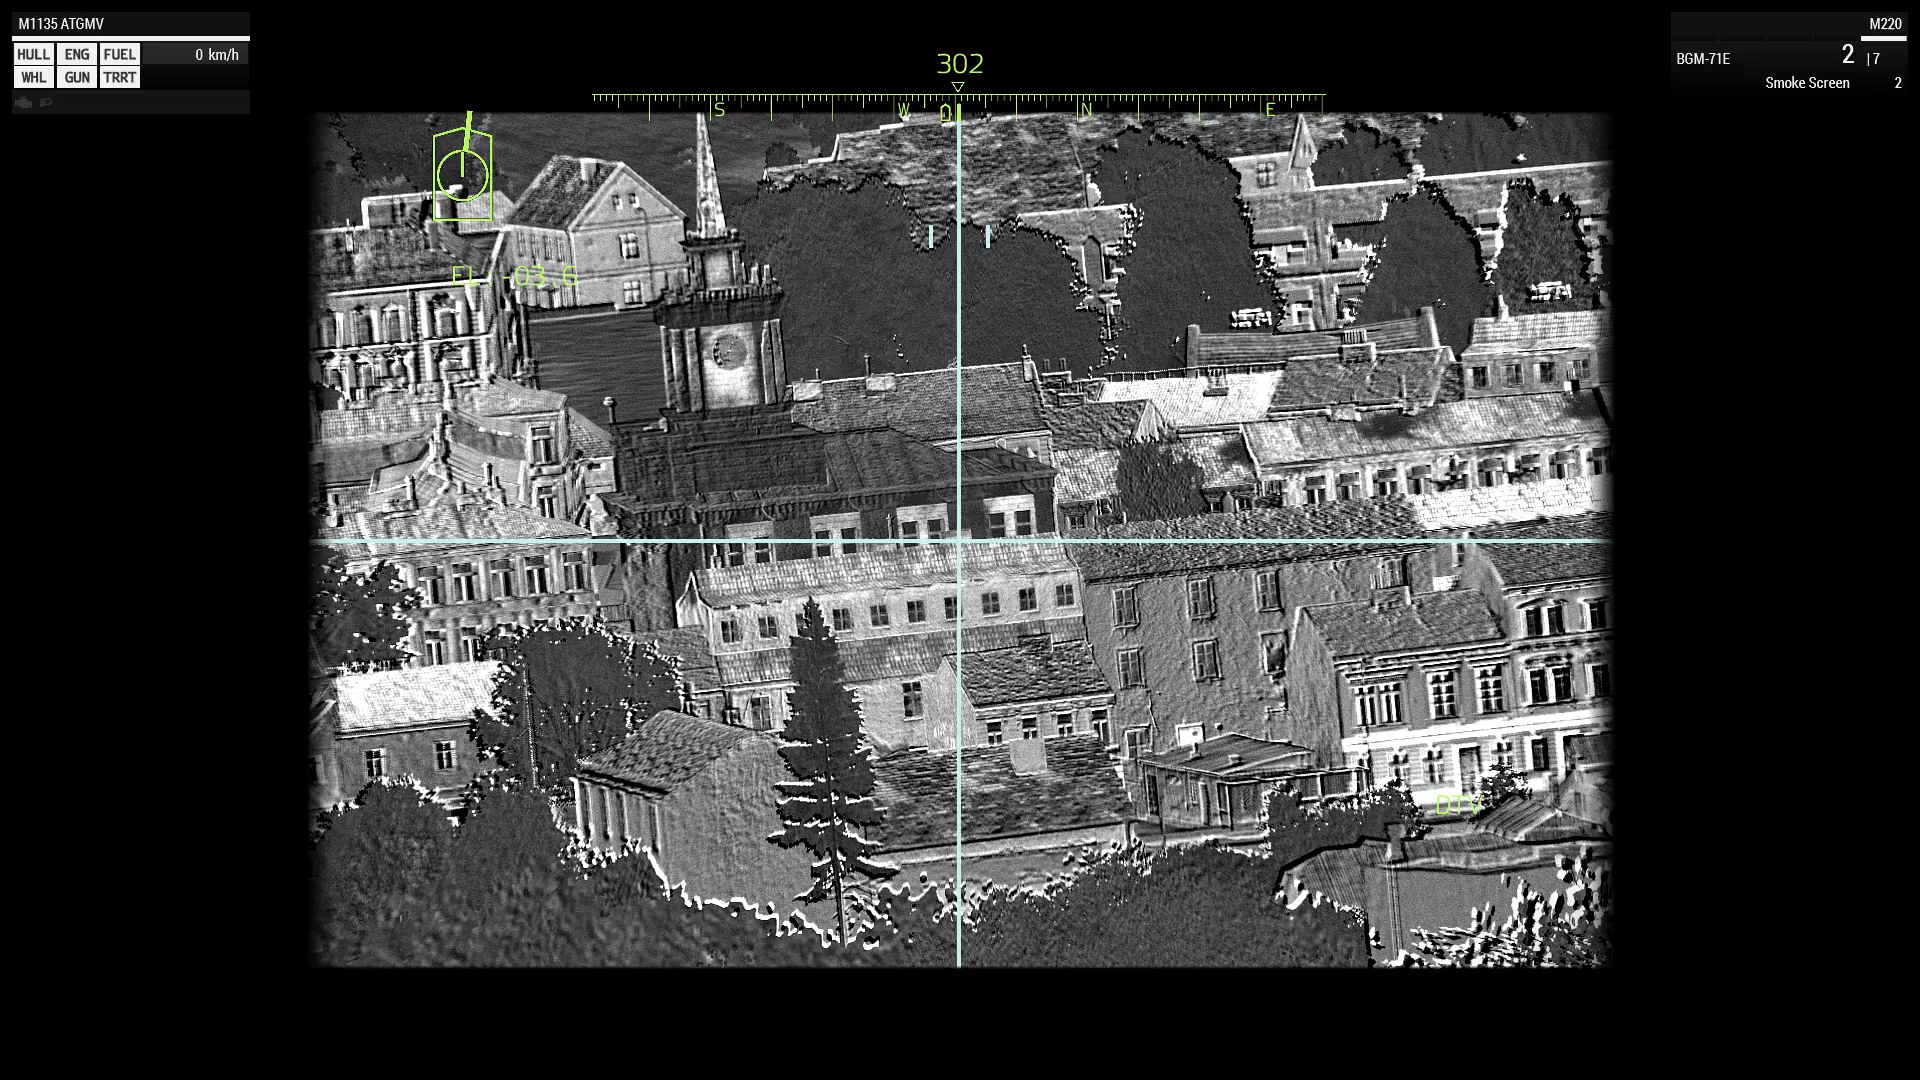 M1135 ATGMV
HULL ENG FUEL 0 km/h
WHL GUN TRRT
M220
BGM-71E 2 |7
Smoke Screen 2
302
S W N E
EL -03.6
DTV